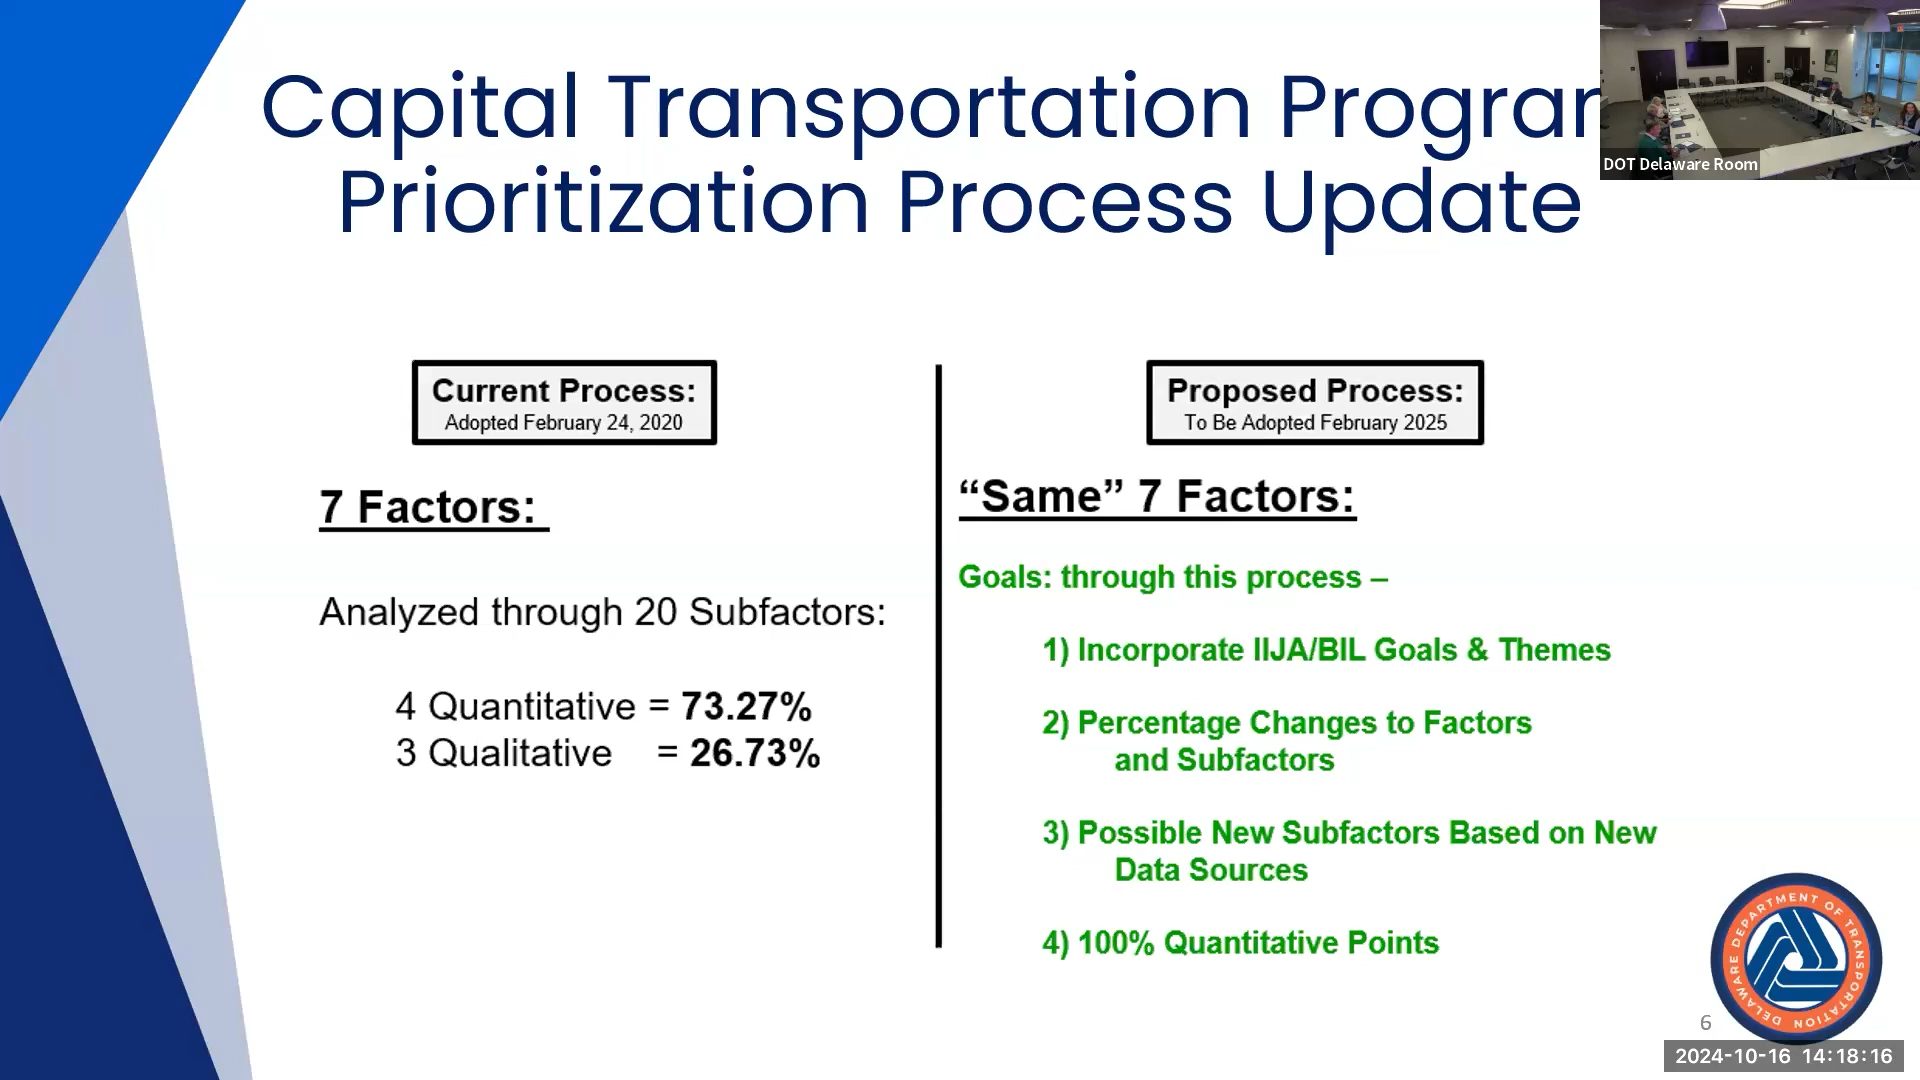 Capital Transportation Progra
Prioritization Process Update
DOT Delaware Room
Current Process:
Adopted February 24, 2020
7 Factors:
Analyzed through 20 Subfactors:
4 Quantitative = 73.27%
3 Qualitative = 26.73%
Proposed Process:
To Be Adopted February 2025
“Same” 7 Factors:
Goals: through this process –
1) Incorporate IIJA/BIL Goals & Themes
2) Percentage Changes to Factors
and Subfactors
3) Possible New Subfactors Based on New
Data Sources
4) 100% Quantitative Points
DELAWARE DEPARTMENT OF TRANSPORTATION
6
2024-10-16 14:18:16